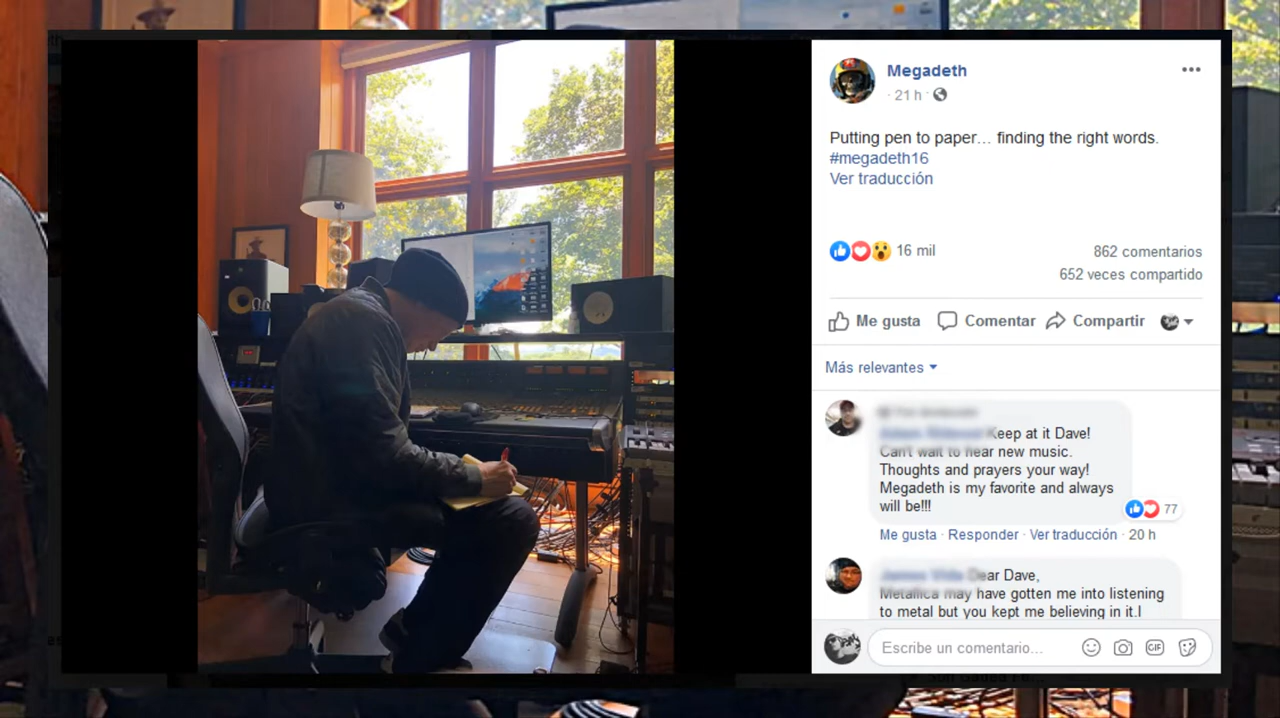 Megadeth
· 21 h ·
Putting pen to paper… finding the right words.
#megadeth16
Ver traducción
16 mil
862 comentarios
652 veces compartido
Me gusta
Comentar
Compartir
Más relevantes
Keep at it Dave!
Can't wait to hear new music.
Thoughts and prayers your way!
Megadeth is my favorite and always
will be!!!
77
Me gusta · Responder · Ver traducción · 20 h
Dear Dave,
Metallica may have gotten me into listening
to metal but you kept me believing in it.I
Escribe un comentario...
GIF